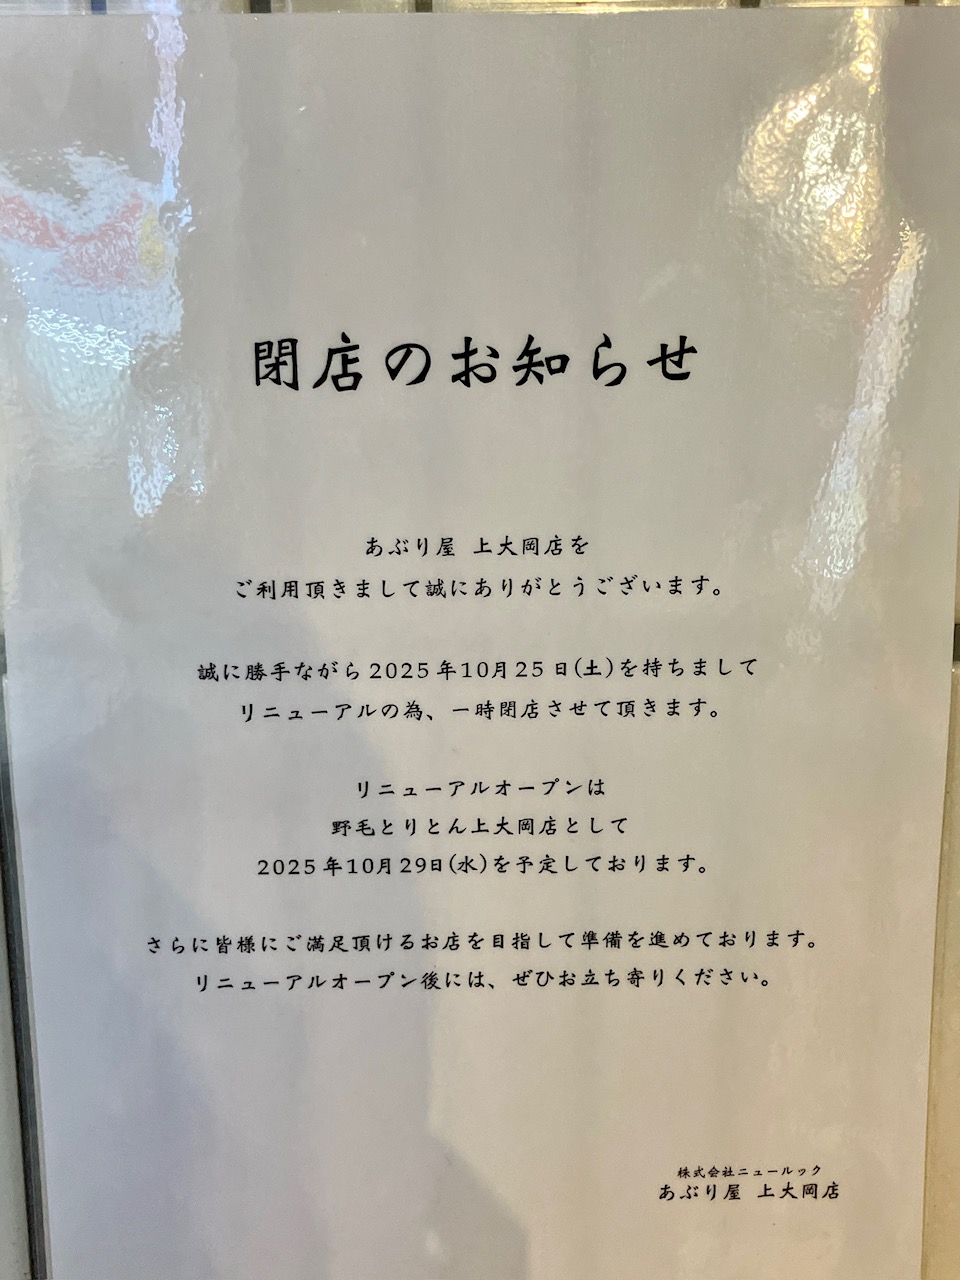 閉店のお知らせ
あぶり屋 上大岡店を
ご利用頂きまして誠にありがとうございます。
誠に勝手ながら2025年10月25日(土)を持ちまして
リニューアルの為、一時閉店させて頂きます。
リニューアルオープンは
野毛とりとん上大岡店として
2025年10月29日(水)を予定しております。
さらに皆様にご満足頂けるお店を目指して準備を進めております。
リニューアルオープン後には、ぜひお立ち寄りください。
株式会社ニュールック
あぶり屋 上大岡店